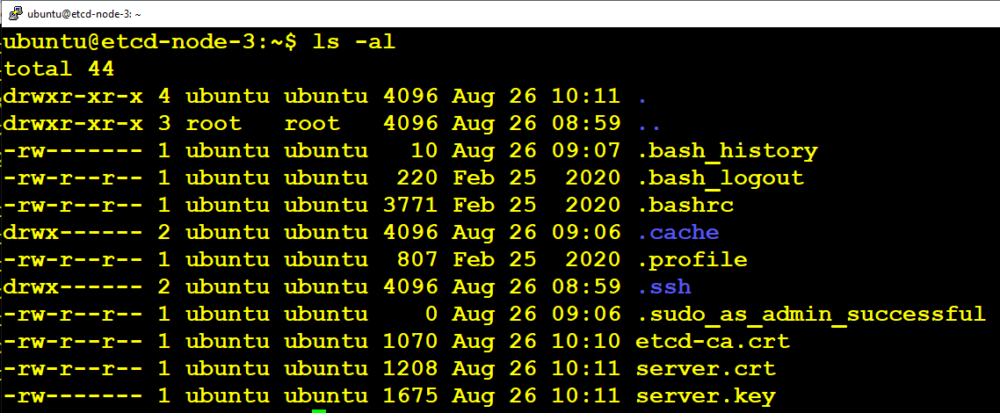 ubuntu@etcd-node-3: ~
ubuntu@etcd-node-3:~$ ls -al
total 44
drwxr-xr-x 4 ubuntu ubuntu 4096 Aug 26 10:11 .
drwxr-xr-x 3 root   root   4096 Aug 26 08:59 ..
-rw------- 1 ubuntu ubuntu   10 Aug 26 09:07 .bash_history
-rw-r--r-- 1 ubuntu ubuntu  220 Feb 25  2020 .bash_logout
-rw-r--r-- 1 ubuntu ubuntu 3771 Feb 25  2020 .bashrc
drwx------ 2 ubuntu ubuntu 4096 Aug 26 09:06 .cache
-rw-r--r-- 1 ubuntu ubuntu  807 Feb 25  2020 .profile
drwx------ 2 ubuntu ubuntu 4096 Aug 26 08:59 .ssh
-rw-r--r-- 1 ubuntu ubuntu    0 Aug 26 09:06 .sudo_as_admin_successful
-rw-r--r-- 1 ubuntu ubuntu 1070 Aug 26 10:10 etcd-ca.crt
-rw-r--r-- 1 ubuntu ubuntu 1208 Aug 26 10:11 server.crt
-rw------- 1 ubuntu ubuntu 1675 Aug 26 10:11 server.key